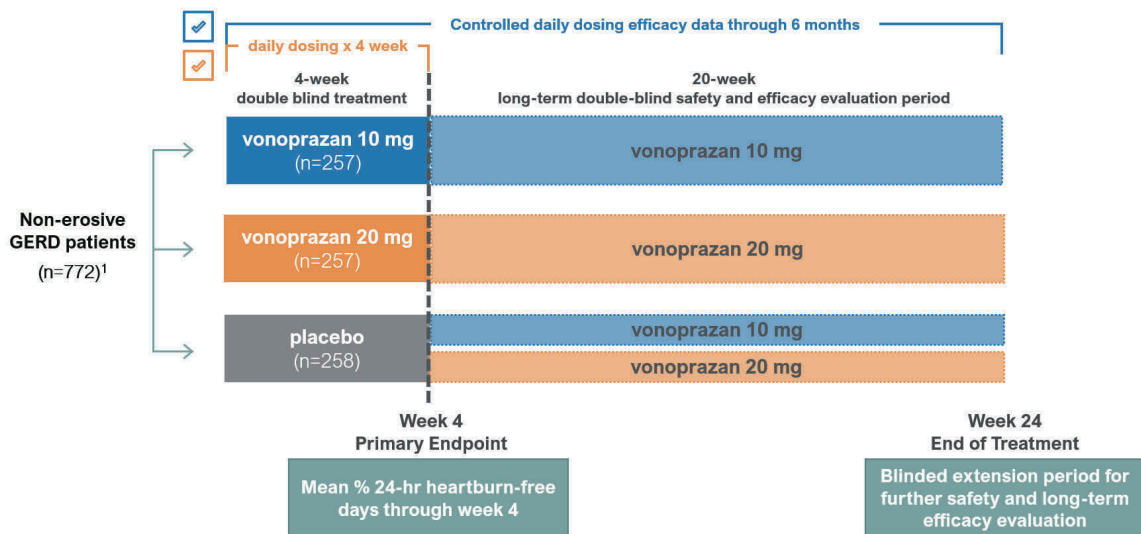 Controlled daily dosing efficacy data through 6 months
daily dosing x 4 week
4-week
double blind treatment
20-week
long-term double-blind safety and efficacy evaluation period
vonoprazan 10 mg
(n=257)
vonoprazan 10 mg
Non-erosive
GERD patients
(n=772)¹
vonoprazan 20 mg
(n=257)
vonoprazan 20 mg
placebo
(n=258)
vonoprazan 10 mg
vonoprazan 20 mg
Week 4
Primary Endpoint
Mean % 24-hr heartburn-free
days through week 4
Week 24
End of Treatment
Blinded extension period for
further safety and long-term
efficacy evaluation